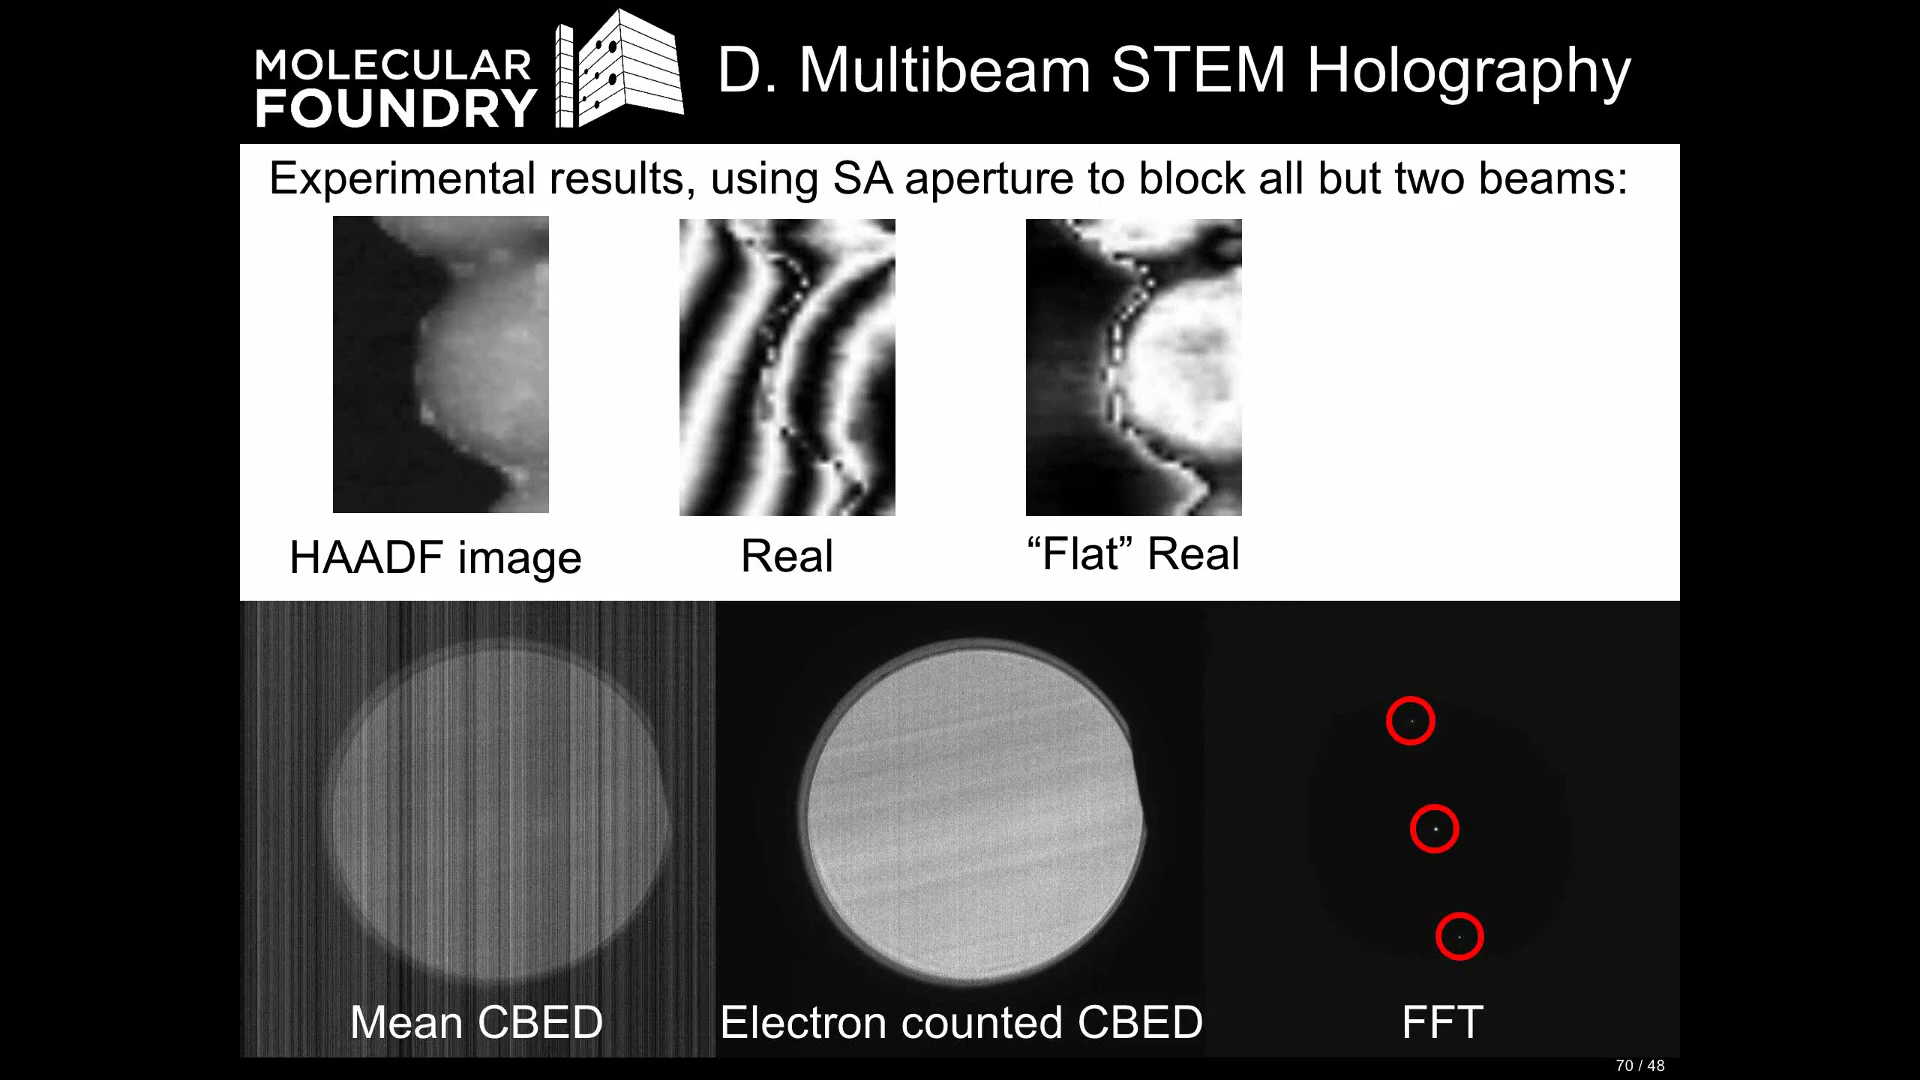 MOLECULAR
FOUNDRY
D. Multibeam STEM Holography
Experimental results, using SA aperture to block all but two beams:
HAADF image
Real
“Flat” Real
Mean CBED
Electron counted CBED
FFT
70 / 48